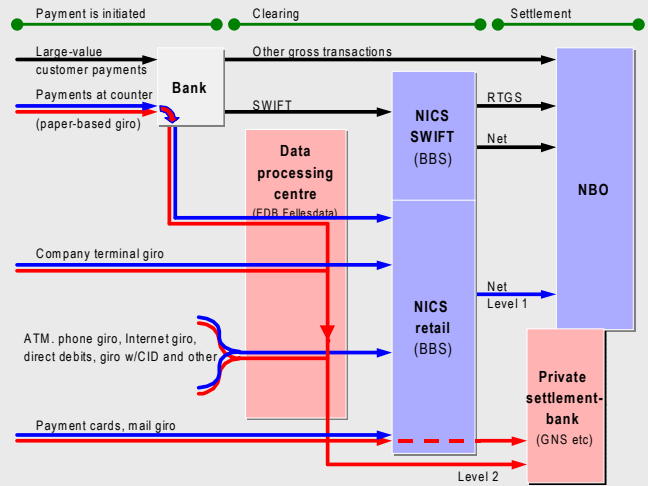 Payment is initiated
Clearing
Settlement
Large-value
customer payments
Other gross transactions
Bank
Payments at counter
(paper-based giro)
SWIFT
NICS
SWIFT
(BBS)
RTGS
Net
Data
processing
centre
(EDB Fellesdata)
NBO
Company terminal giro
NICS
retail
(BBS)
Net
Level 1
ATM. phone giro, Internet giro,
direct debits, giro w/CID and other
Private
settlement-
bank
(GNS etc)
Payment cards, mail giro
Level 2